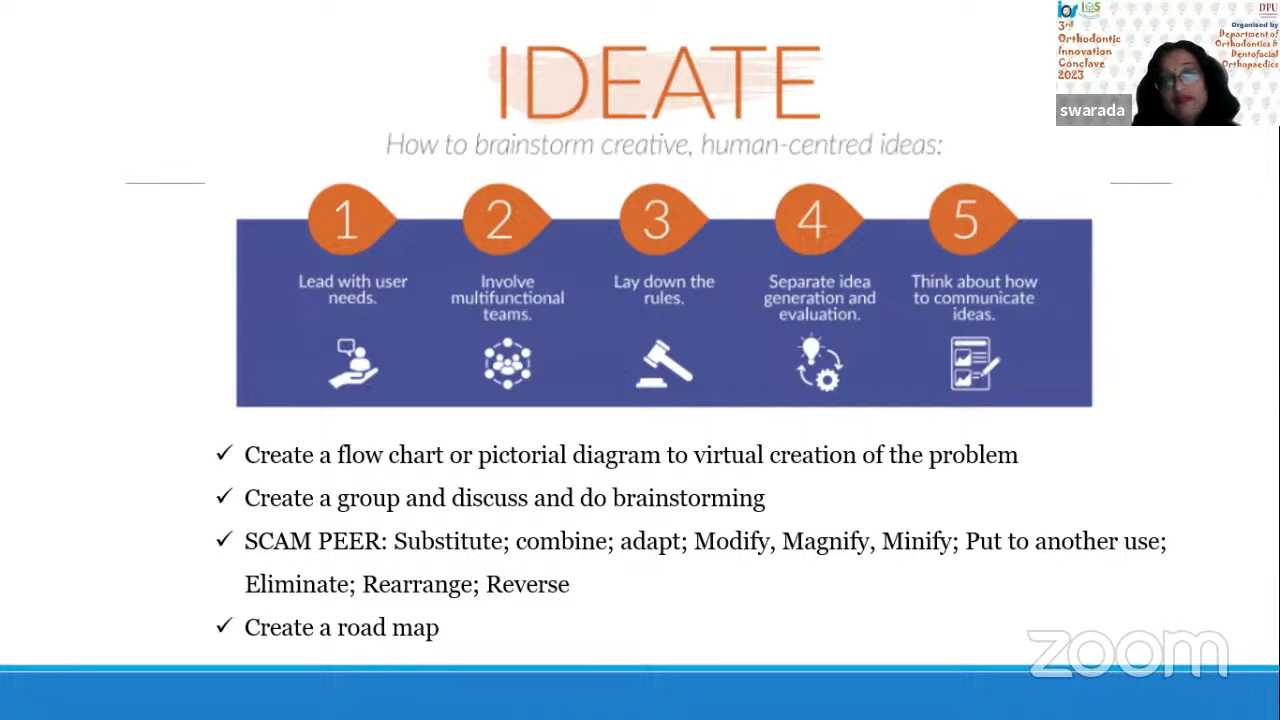 IDEATE
How to brainstorm creative, human-centred ideas:
1
2
3
4
5
Lead with user
needs.
Involve
multifunctional
teams.
Lay down the
rules.
Separate idea
generation and
evaluation.
Think about how
to communicate
ideas.
✓ Create a flow chart or pictorial diagram to virtual creation of the problem
✓ Create a group and discuss and do brainstorming
✓ SCAM PEER: Substitute; combine; adapt; Modify, Magnify, Minify; Put to another use;
Eliminate; Rearrange; Reverse
✓ Create a road map
zoom
IOS
DPU
3rd
Orthodontic
Innovation
Conclave
2023
Organised by
Department of
Orthodontics &
Dentofacial
Orthopaedics
swarada